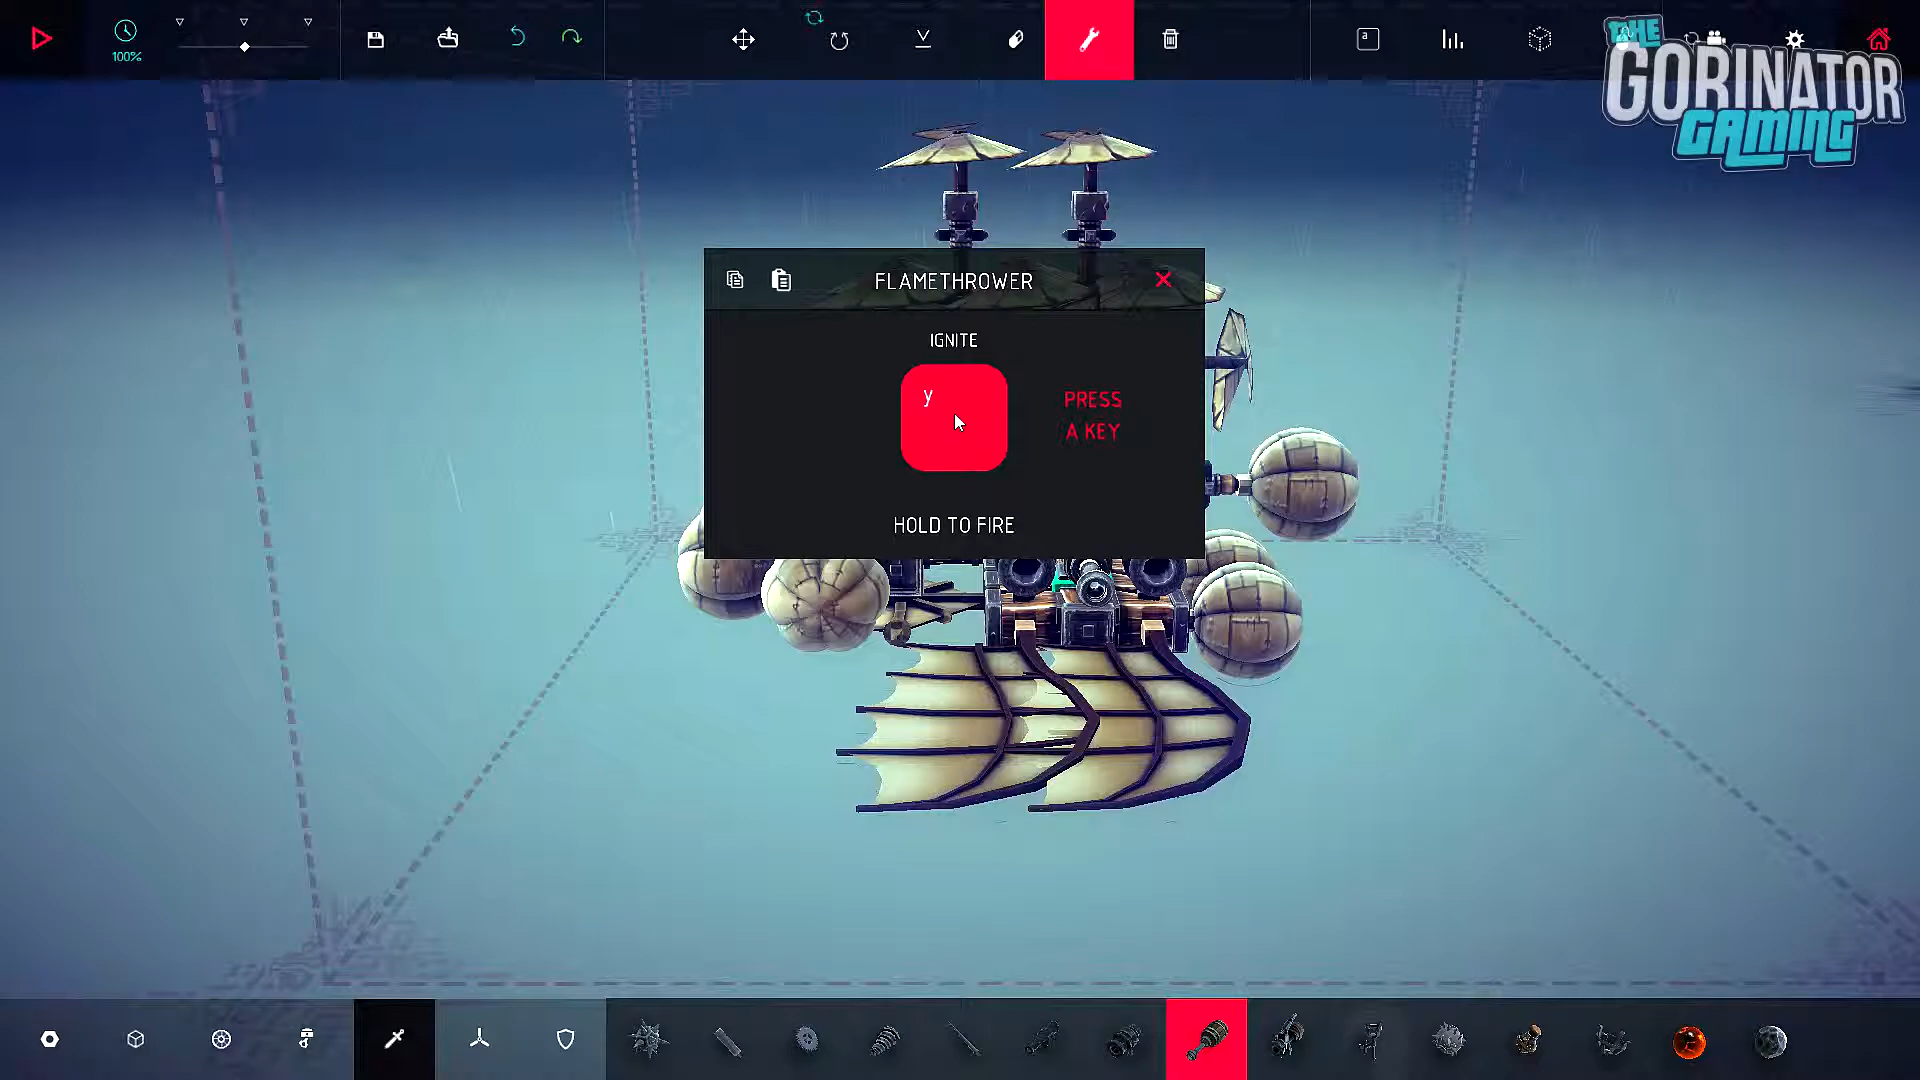 100%
a
THE
GORINATOR
GAMING
FLAMETHROWER
IGNITE
y
PRESS
A KEY
HOLD TO FIRE